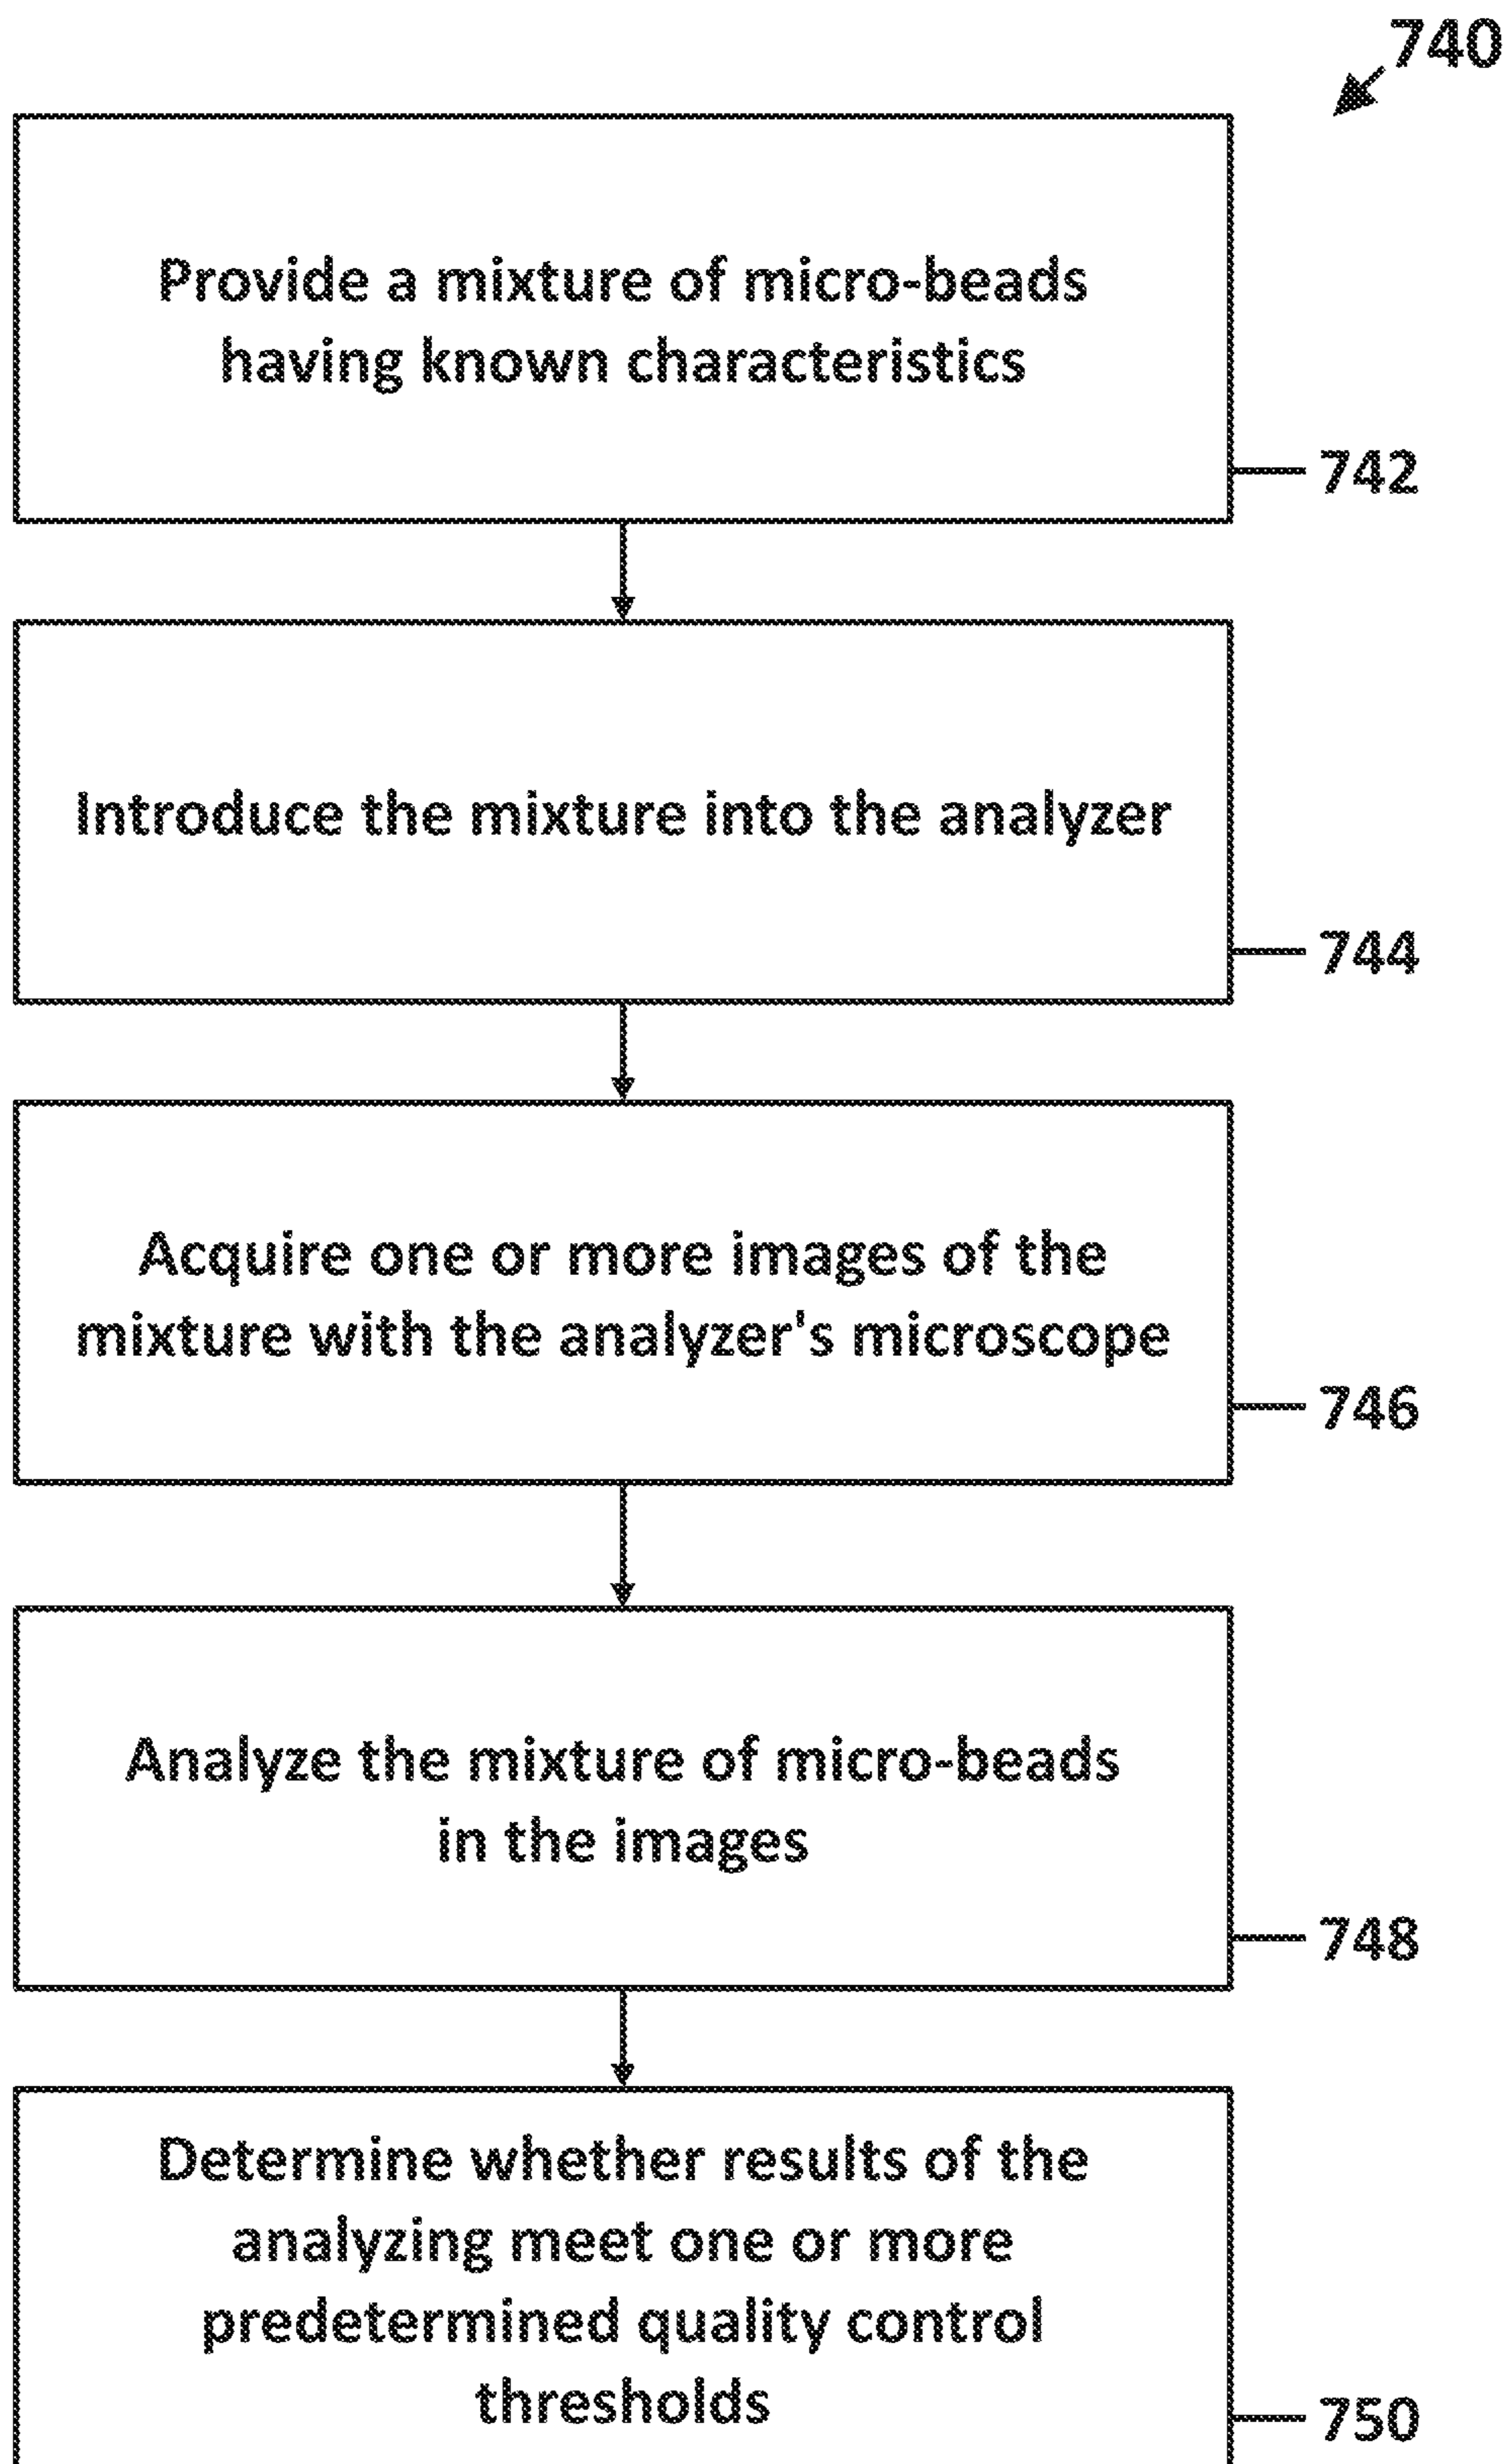 740
Provide a mixture of micro-beads
having known characteristics
742
Introduce the mixture into the analyzer
744
Acquire one or more images of the
mixture with the analyzer's microscope
746
Analyze the mixture of micro-beads
in the images
748
Determine whether results of the
analyzing meet one or more
predetermined quality control
thresholds
750